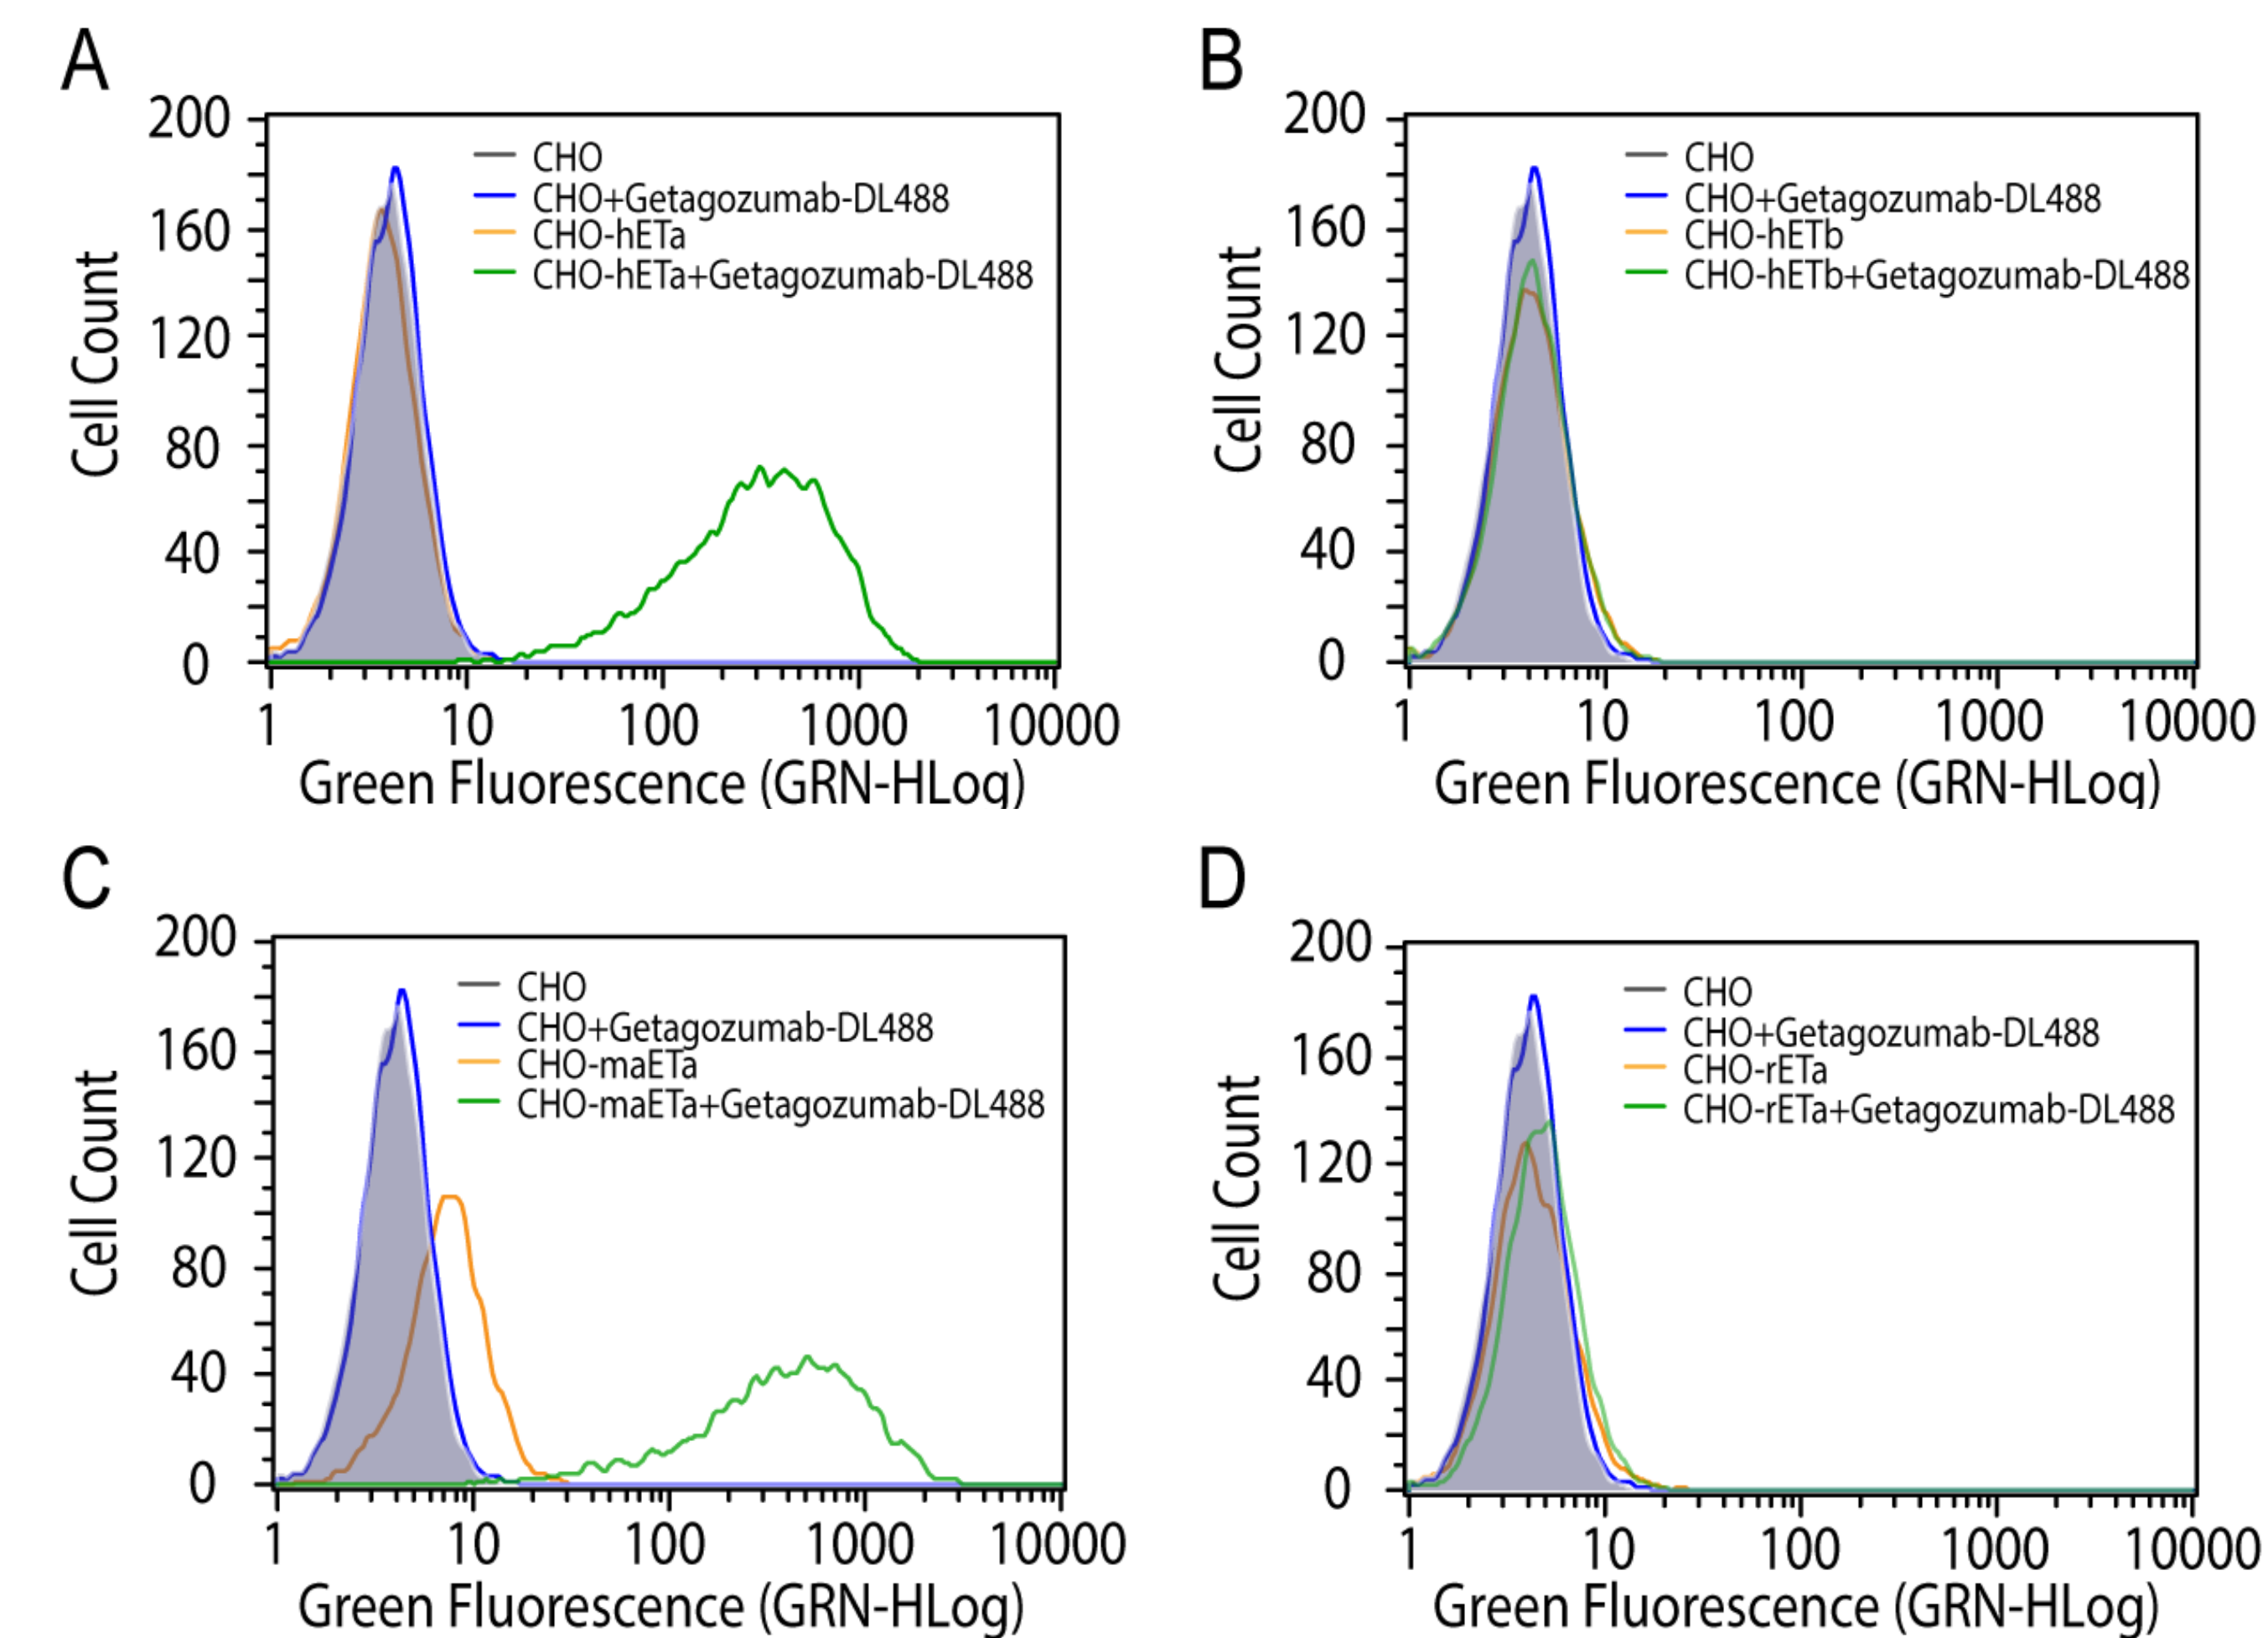 A
200
160
120
80
40
0
Cell Count
CHO
CHO+Getagozumab-DL488
CHO-hETa
CHO-hETa+Getagozumab-DL488
1 10 100 1000 10000
Green Fluorescence (GRN-HLog)
B
200
160
120
80
40
0
Cell Count
CHO
CHO+Getagozumab-DL488
CHO-hETb
CHO-hETb+Getagozumab-DL488
1 10 100 1000 10000
Green Fluorescence (GRN-HLog)
C
200
160
120
80
40
0
Cell Count
CHO
CHO+Getagozumab-DL488
CHO-maETa
CHO-maETa+Getagozumab-DL488
1 10 100 1000 10000
Green Fluorescence (GRN-HLog)
D
200
160
120
80
40
0
Cell Count
CHO
CHO+Getagozumab-DL488
CHO-rETa
CHO-rETa+Getagozumab-DL488
1 10 100 1000 10000
Green Fluorescence (GRN-HLog)